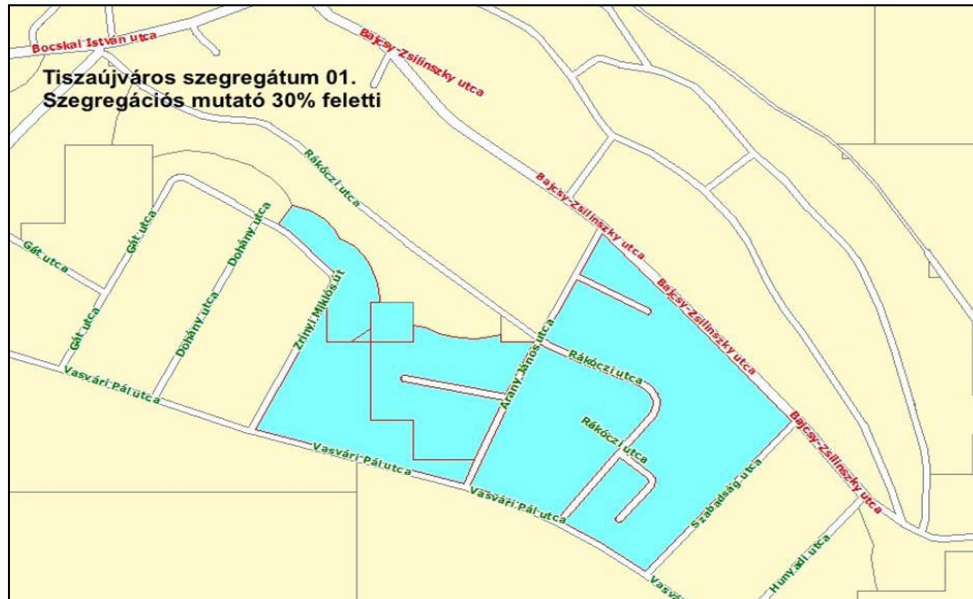 Bocskai István utca
Bajcsy-Zsilinszky utca
Tiszaújváros szegregátum 01.
Szegregációs mutató 30% feletti
Rákóczi utca
Bajcsy-Zsilinszky utca
Gát utca
Dohány utca
Gát utca
Zrínyi Miklós út
Bajcsy-Zsilinszky utca
Gát utca
Dohány utca
Arany János utca
Rákóczi utca
Vasvári Pál utca
Rákóczi utca
Bajcsy-Zsilinszky utca
Vasvári Pál utca
Szabadság utca
Vasvári Pál utca
Hunyadi utca
Vasv